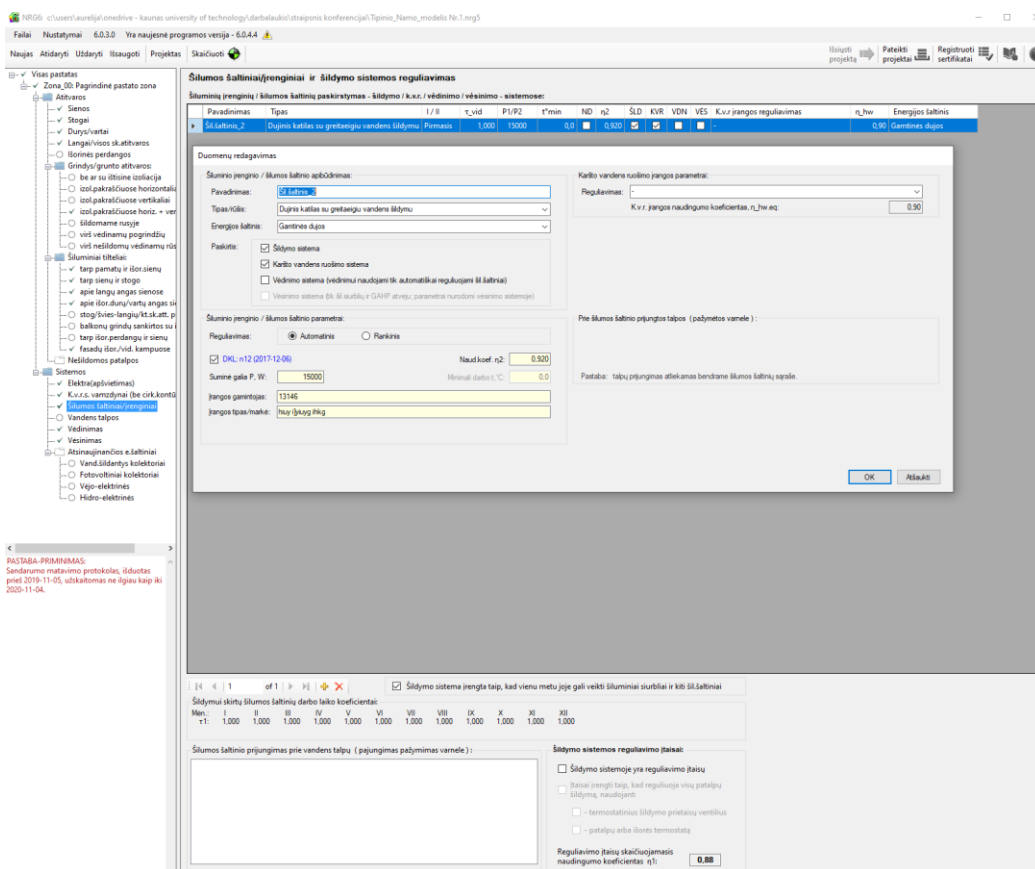 NRG6: c:\users\aurelija\onedrive - kaunas university of technology\darbalaukis\straipsnis konferencijai\Tipinio_Namo_modelis Nr.1.nrg5
Failai Nustatymai 6.0.3.0 Yra naujesnė programos versija - 6.0.4.4
Naujas Atidaryti Uždaryti Išsaugoti Projektas Skaičiuoti
Išsiųsti projektą Pateikti projektai Registruoti sertifikatai
Visas pastatas
Zona_00: Pagrindinė pastato zona
Atitvaros
Sienos
Stogai
Durys/vartai
Langai/visos sk.atitvaros
Išorinės perdangos
Grindys/grunto atitvaros:
be ar su ištisine izoliacija
izol.pakraščiuose horizontalia
izol.pakraščiuose vertikaliai
izol.pakraščiuose horiz. + ver
šildomame rusyje
virš vėdinamų pogrindžių
virš nešildomų vėdinamų rūs
Šiluminiai tilteliai:
tarp pamatų ir išor.sienų
tarp sienų ir stogo
apie langų angas sienose
apie išor.durų/vartų angas si
stog/švies-langių/kt.sk.att. p
balkonų grindų sankirtos su i
tarp išor.perdangų ir sienų
fasadų išor./vid. kampuose
Nešildomos patalpos
Sistemos
Elektra(apšvietimas)
K.v.r.s. vamzdynai (be cirk.kontū
Šilumos šaltiniai/įrenginiai
Vandens talpos
Vėdinimas
Vėsinimas
Atsinaujinančios e.šaltiniai
Vand.šildantys kolektoriai
Fotovoltiniai kolektoriai
Vėjo-elektrinės
Hidro-elektrinės
PASTABA-PRIMINIMAS:
Sandarumo matavimo protokolas, išduotas
prieš 2019-11-05, užskaitomas ne ilgiau kaip iki
2020-11-04.
Šilumos šaltiniai/įrenginiai ir šildymo sistemos reguliavimas
Šiluminių įrenginių / šilumos šaltinių paskirstymas - šildymo / k.v.r. / vėdinimo / vėsinimo - sistemose:
Pavadinimas Tipas I / II τ_vid P1/P2 t°min ND η2 ŠLD KVR VDN VĖS K.v.r įrangos reguliavimas η_hw Energijos šaltinis
Šil.šaltinis_2 Dujinis katilas su greitaeigiu vandens šildymu Pirmasis 1,000 15000 0,0 0,920 - 0,90 Gamtinės dujos
Duomenų redagavimas
Šiluminio įrenginio / šilumos šaltinio apibūdinimas:
Pavadinimas: Šil.šaltinis_2
Tipas/rūšis: Dujinis katilas su greitaeigiu vandens šildymu
Energijos šaltinis: Gamtinės dujos
Paskirtis: Šildymo sistema
Karšto vandens ruošimo sistema
Vėdinimo sistema (vėdinimui naudojami tik automatiškai reguliuojami šil.šaltiniai)
Vėsinimo sistema (tik šil.siurblių ir GAHP atveju; parametrai nurodomi vėsinimo sistemoje)
Karšto vandens ruošimo įrangos parametrai:
Reguliavimas: -
K.v.r. įrangos naudingumo koeficientas, η_hw.eq: 0,90
Šiluminio įrenginio / šilumos šaltinio parametrai:
Reguliavimas: Automatinis Rankinis
DKL: n12 (2017-12-06) Naud.koef. η2: 0,920
Suminė galia P, W: 15000 Minimali darbo t,°C: 0,0
Įrangos gamintojas: 13146
Įrangos tipas/markė:
Prie šilumos šaltinio prijungtos talpos ( pažymėtos varnele ) :
Pastaba: talpų prijungimas atliekamas bendrame šilumos šaltinių sąraše.
OK Atšaukti
1 of 1
Šildymo sistema įrengta taip, kad vienu metu joje gali veikti šiluminiai siurbliai ir kiti šil.šaltiniai
Šildymui skirtų šilumos šaltinių darbo laiko koeficientai:
Mėn.: I II III IV V VI VII VIII IX X XI XII
τ1: 1,000 1,000 1,000 1,000 1,000 1,000 1,000 1,000 1,000 1,000 1,000 1,000
Šilumos šaltinio prijungimas prie vandens talpų ( pajungimas pažymimas varnele ) :
Šildymo sistemos reguliavimo įtaisai:
Šildymo sistemoje yra reguliavimo įtaisų
Įtaisai įrengti taip, kad reguliuoja visų patalpų
šildymą, naudojant:
- termostatinius šildymo prietaisų ventilius
- patalpų arba išorės termostatą
Reguliavimo įtaisų skaičiuojamasis
naudingumo koeficientas η1: 0,88